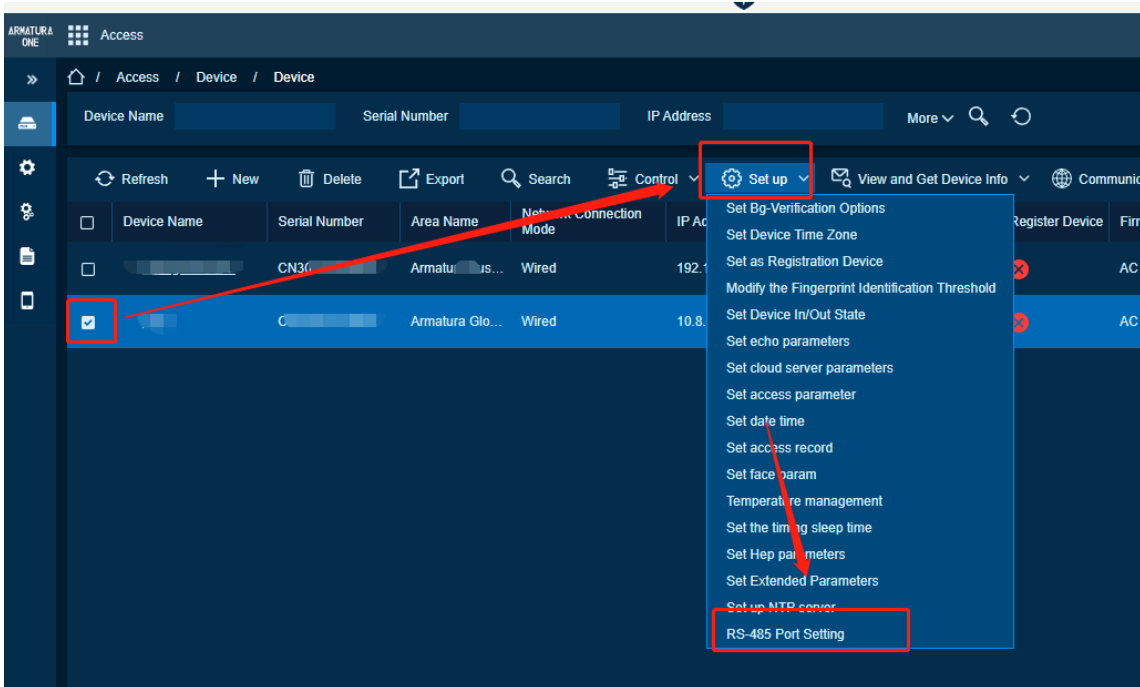 ARMATURA
ONE
Access
/ Access / Device / Device
Device Name
Serial Number
IP Address
More
Refresh
New
Delete
Export
Search
Control
Set up
View and Get Device Info
Device Name
Serial Number
Area Name
Network Connection
Mode
Register Device
Wired
192.1
AC
Armatura Glo...
Wired
10.8.
AC
Set Bg-Verification Options
Set Device Time Zone
Set as Registration Device
Modify the Fingerprint Identification Threshold
Set Device In/Out State
Set echo parameters
Set cloud server parameters
Set access parameter
Set date time
Set access record
Set face param
Temperature management
Set the timing sleep time
Set Hep parameters
Set Extended Parameters
Set up NTP server
RS-485 Port Setting